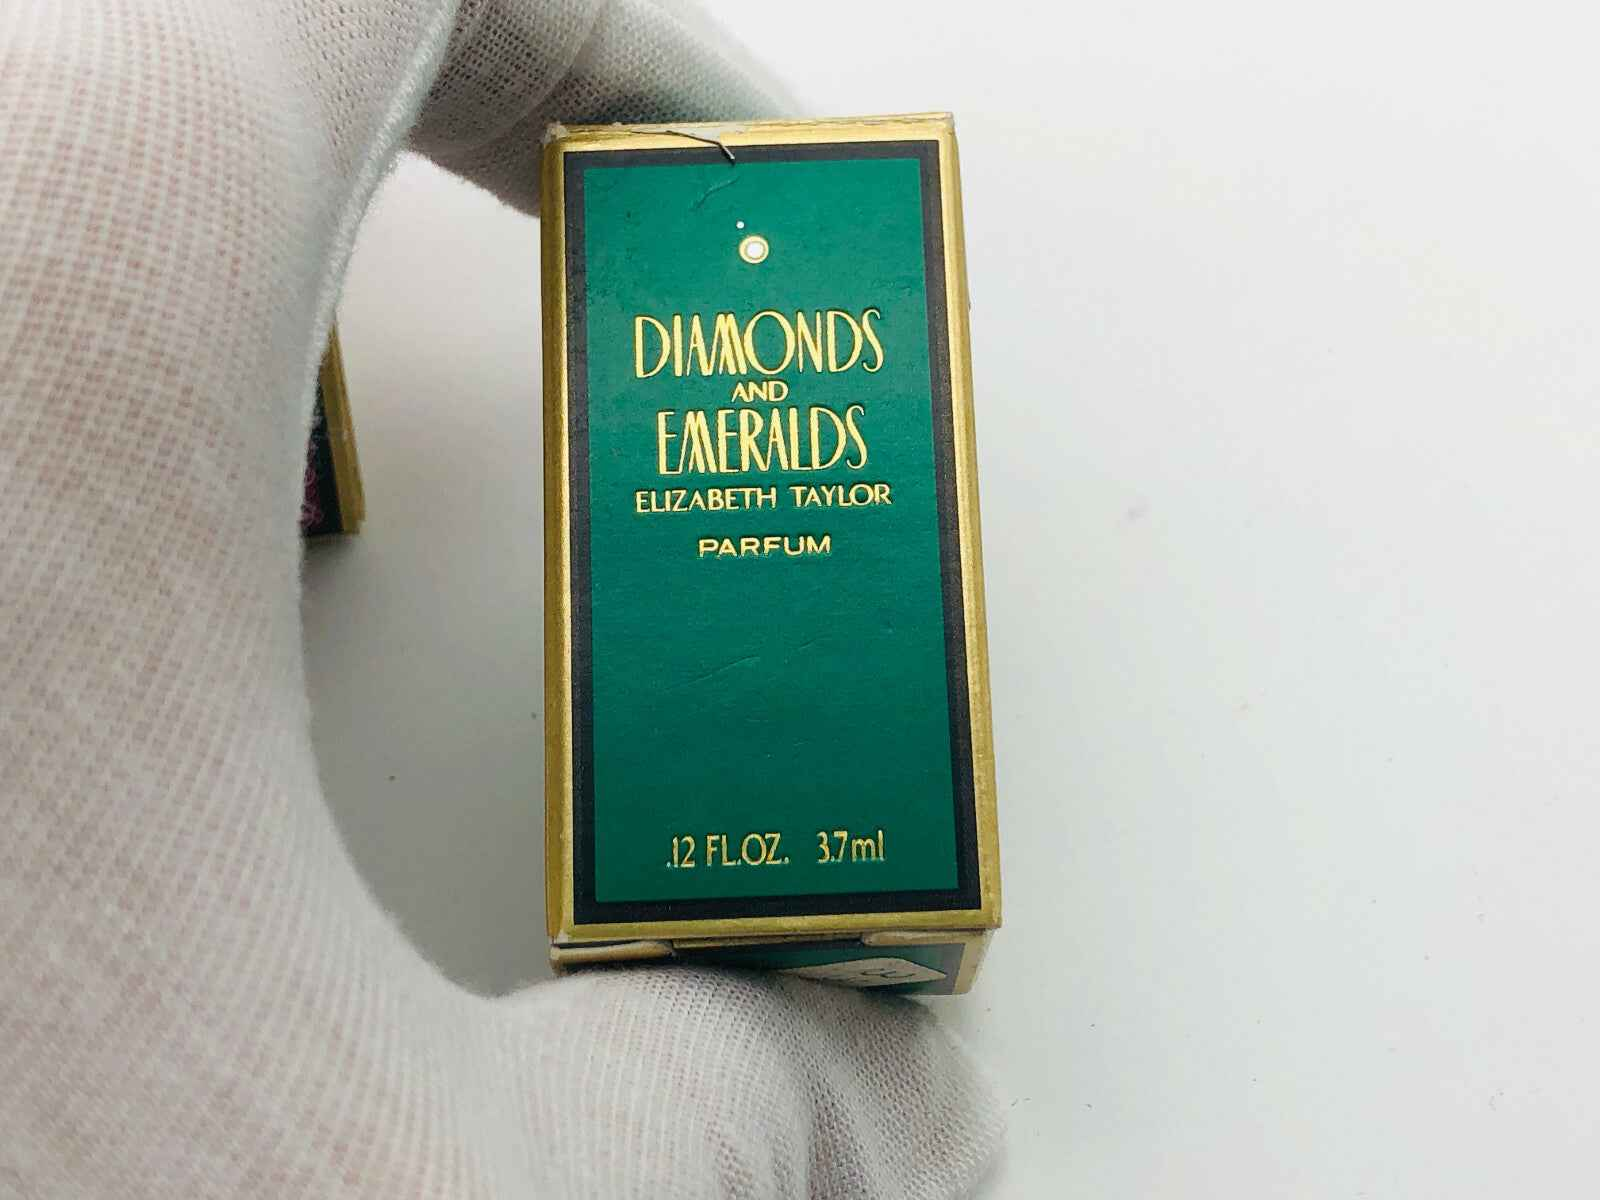 DIAMONDS
AND
EMERALDS
ELIZABETH TAYLOR
PARFUM
.12 FL.OZ. 3.7ml